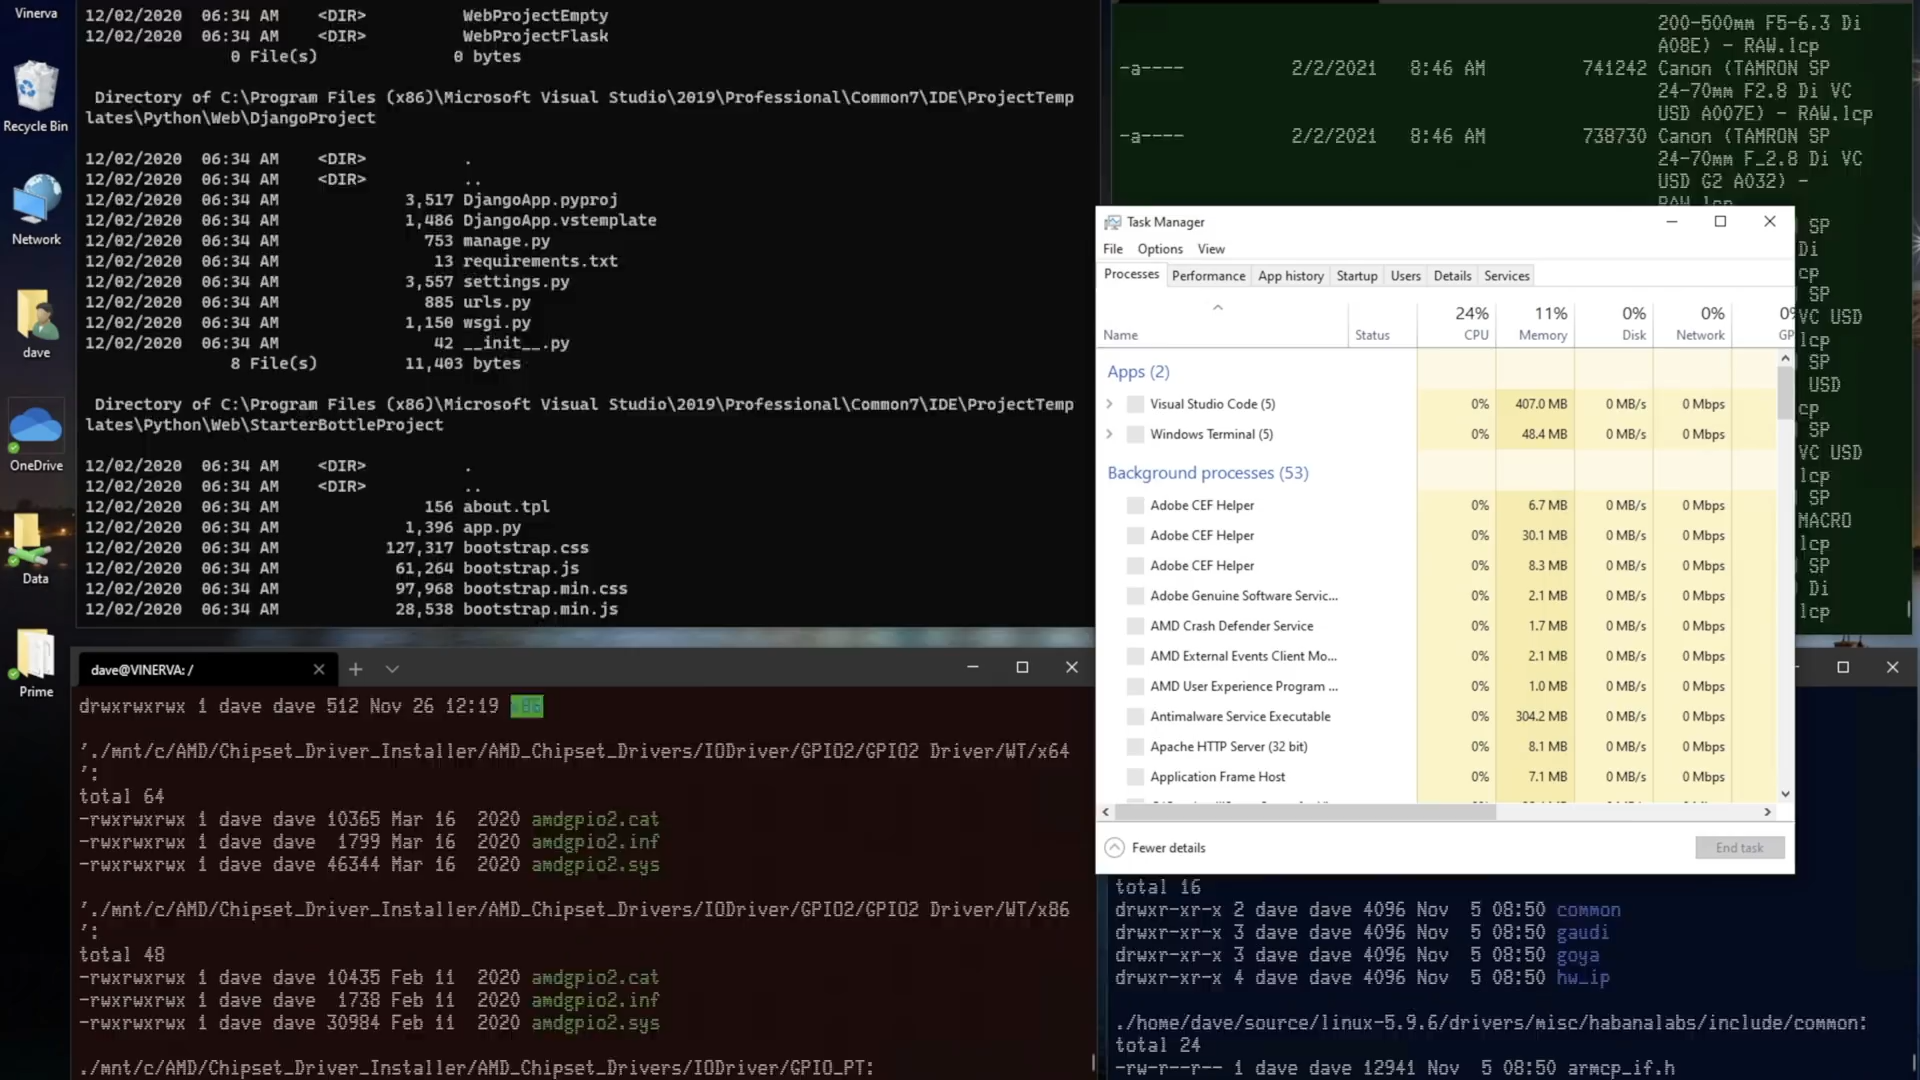 Vinerva
Recycle Bin
Network
dave
OneDrive
Data
Prime
12/02/2020 06:34 AM <DIR> WebProjectEmpty
12/02/2020 06:34 AM <DIR> WebProjectFlask
0 File(s) 0 bytes
Directory of C:\Program Files (x86)\Microsoft Visual Studio\2019\Professional\Common7\IDE\ProjectTemp
lates\Python\Web\DjangoProject
12/02/2020 06:34 AM <DIR> .
12/02/2020 06:34 AM <DIR> ..
12/02/2020 06:34 AM 3,517 DjangoApp.pyproj
12/02/2020 06:34 AM 1,486 DjangoApp.vstemplate
12/02/2020 06:34 AM 753 manage.py
12/02/2020 06:34 AM 13 requirements.txt
12/02/2020 06:34 AM 3,557 settings.py
12/02/2020 06:34 AM 885 urls.py
12/02/2020 06:34 AM 1,150 wsgi.py
12/02/2020 06:34 AM 42 __init__.py
8 File(s) 11,403 bytes
Directory of C:\Program Files (x86)\Microsoft Visual Studio\2019\Professional\Common7\IDE\ProjectTemp
lates\Python\Web\StarterBottleProject
12/02/2020 06:34 AM <DIR> .
12/02/2020 06:34 AM <DIR> ..
12/02/2020 06:34 AM 156 about.tpl
12/02/2020 06:34 AM 1,396 app.py
12/02/2020 06:34 AM 127,317 bootstrap.css
12/02/2020 06:34 AM 61,264 bootstrap.js
12/02/2020 06:34 AM 97,968 bootstrap.min.css
12/02/2020 06:34 AM 28,538 bootstrap.min.js
200-500mm F5-6.3 Di
A08E) - RAW.lcp
-a---- 2/2/2021 8:46 AM 741242 Canon (TAMRON SP
24-70mm F2.8 Di VC
USD A007E) - RAW.lcp
-a---- 2/2/2021 8:46 AM 738730 Canon (TAMRON SP
24-70mm F_2.8 Di VC
USD G2 A032) -
RAW.lcp
SP
Di
cp
SP
VC USD
lcp
SP
USD
cp
SP
VC USD
lcp
SP
MACRO
lcp
SP
Di
lcp
Task Manager
File Options View
Processes Performance App history Startup Users Details Services
24% 11% 0% 0% 0%
Name Status CPU Memory Disk Network GP
Apps (2)
Visual Studio Code (5) 0% 407.0 MB 0 MB/s 0 Mbps
Windows Terminal (5) 0% 48.4 MB 0 MB/s 0 Mbps
Background processes (53)
Adobe CEF Helper 0% 6.7 MB 0 MB/s 0 Mbps
Adobe CEF Helper 0% 30.1 MB 0 MB/s 0 Mbps
Adobe CEF Helper 0% 8.3 MB 0 MB/s 0 Mbps
Adobe Genuine Software Servic... 0% 2.1 MB 0 MB/s 0 Mbps
AMD Crash Defender Service 0% 1.7 MB 0 MB/s 0 Mbps
AMD External Events Client Mo... 0% 2.1 MB 0 MB/s 0 Mbps
AMD User Experience Program ... 0% 1.0 MB 0 MB/s 0 Mbps
Antimalware Service Executable 0% 304.2 MB 0 MB/s 0 Mbps
Apache HTTP Server (32 bit) 0% 8.1 MB 0 MB/s 0 Mbps
Application Frame Host 0% 7.1 MB 0 MB/s 0 Mbps
Fewer details End task
dave@VINERVA: /
drwxrwxrwx 1 dave dave 512 Nov 26 12:19 x86
'./mnt/c/AMD/Chipset_Driver_Installer/AMD_Chipset_Drivers/IODriver/GPIO2/GPIO2 Driver/WT/x64
':
total 64
-rwxrwxrwx 1 dave dave 10365 Mar 16 2020 amdgpio2.cat
-rwxrwxrwx 1 dave dave 1799 Mar 16 2020 amdgpio2.inf
-rwxrwxrwx 1 dave dave 46344 Mar 16 2020 amdgpio2.sys
'./mnt/c/AMD/Chipset_Driver_Installer/AMD_Chipset_Drivers/IODriver/GPIO2/GPIO2 Driver/WT/x86
':
total 48
-rwxrwxrwx 1 dave dave 10435 Feb 11 2020 amdgpio2.cat
-rwxrwxrwx 1 dave dave 1738 Feb 11 2020 amdgpio2.inf
-rwxrwxrwx 1 dave dave 30984 Feb 11 2020 amdgpio2.sys
./mnt/c/AMD/Chipset_Driver_Installer/AMD_Chipset_Drivers/IODriver/GPIO_PT:
total 16
drwxr-xr-x 2 dave dave 4096 Nov 5 08:50 common
drwxr-xr-x 3 dave dave 4096 Nov 5 08:50 gaudi
drwxr-xr-x 3 dave dave 4096 Nov 5 08:50 goya
drwxr-xr-x 4 dave dave 4096 Nov 5 08:50 hw_ip
./home/dave/source/linux-5.9.6/drivers/misc/habanalabs/include/common:
total 24
-rw-r--r-- 1 dave dave 12941 Nov 5 08:50 armcp_if.h